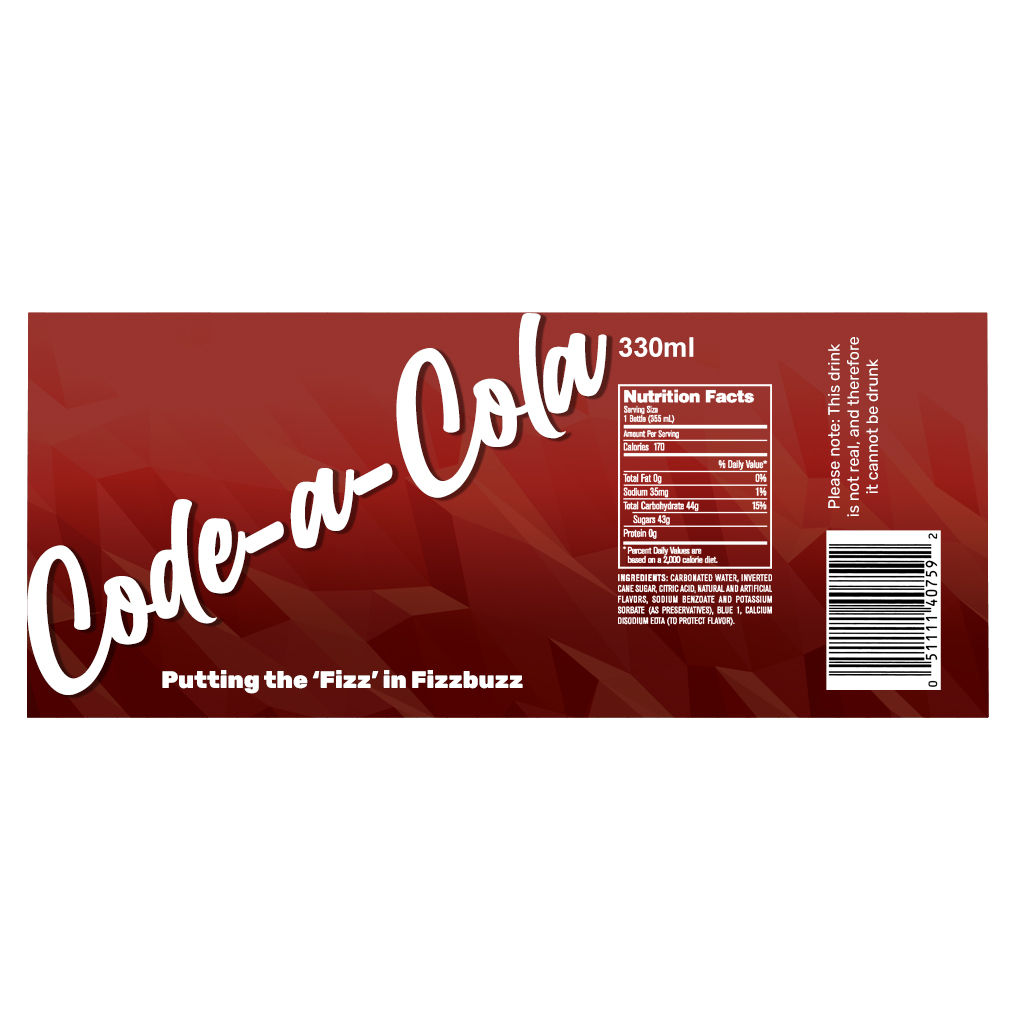 Code-a-Cola
Putting the ‘Fizz’ in Fizzbuzz
330ml
Nutrition Facts
Serving Size
1 Bottle (355 mL)
Amount Per Serving
Calories 170
% Daily Value*
Total Fat 0g 0%
Sodium 35mg 1%
Total Carbohydrate 44g 15%
Sugars 43g
Protein 0g
* Percent Daily Values are
based on a 2,000 calorie diet.
INGREDIENTS: CARBONATED WATER, INVERTED
CANE SUGAR, CITRIC ACID, NATURAL AND ARTIFICIAL
FLAVORS, SODIUM BENZOATE AND POTASSIUM
SORBATE (AS PRESERVATIVES), BLUE 1, CALCIUM
DISODIUM EDTA (TO PROTECT FLAVOR).
Please note: This drink
is not real, and therefore
it cannot be drunk
0 51111 40759 2